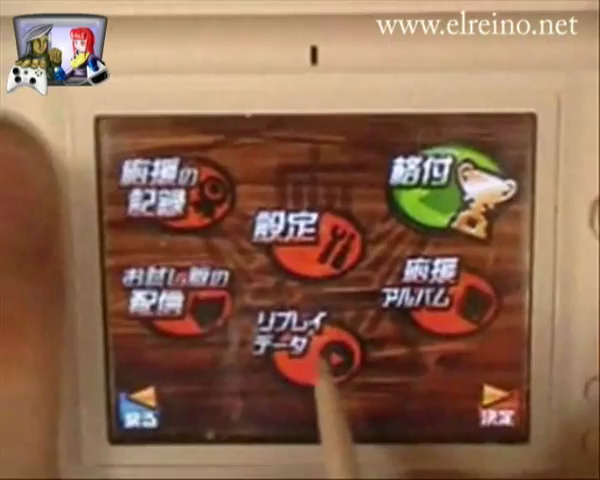 www.elreino.net
応援の
記録
格付
設定
お試し版の
配信
応援
アルバム
リプレイ
データ
戻る
決定